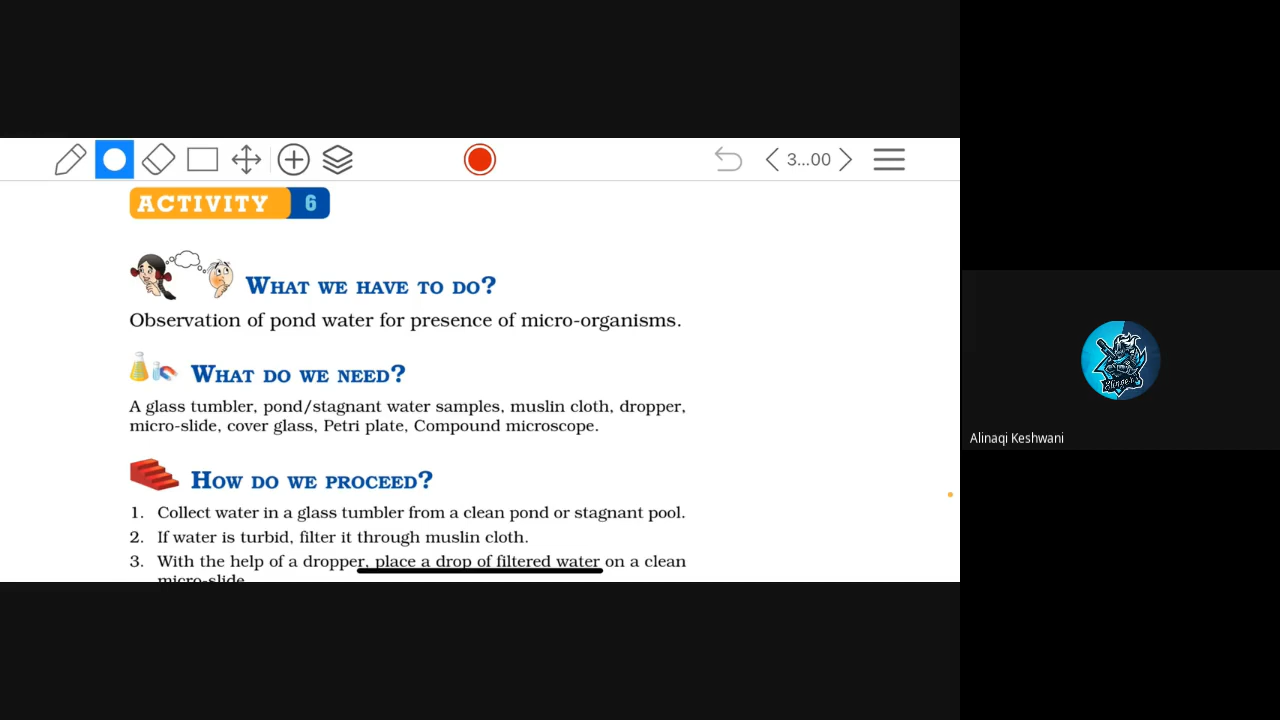 3...00
ACTIVITY 6
WHAT WE HAVE TO DO?
Observation of pond water for presence of micro-organisms.
WHAT DO WE NEED?
A glass tumbler, pond/stagnant water samples, muslin cloth, dropper,
micro-slide, cover glass, Petri plate, Compound microscope.
HOW DO WE PROCEED?
1. Collect water in a glass tumbler from a clean pond or stagnant pool.
2. If water is turbid, filter it through muslin cloth.
3. With the help of a dropper, place a drop of filtered water on a clean
micro-slide
Alinaqi Keshwani